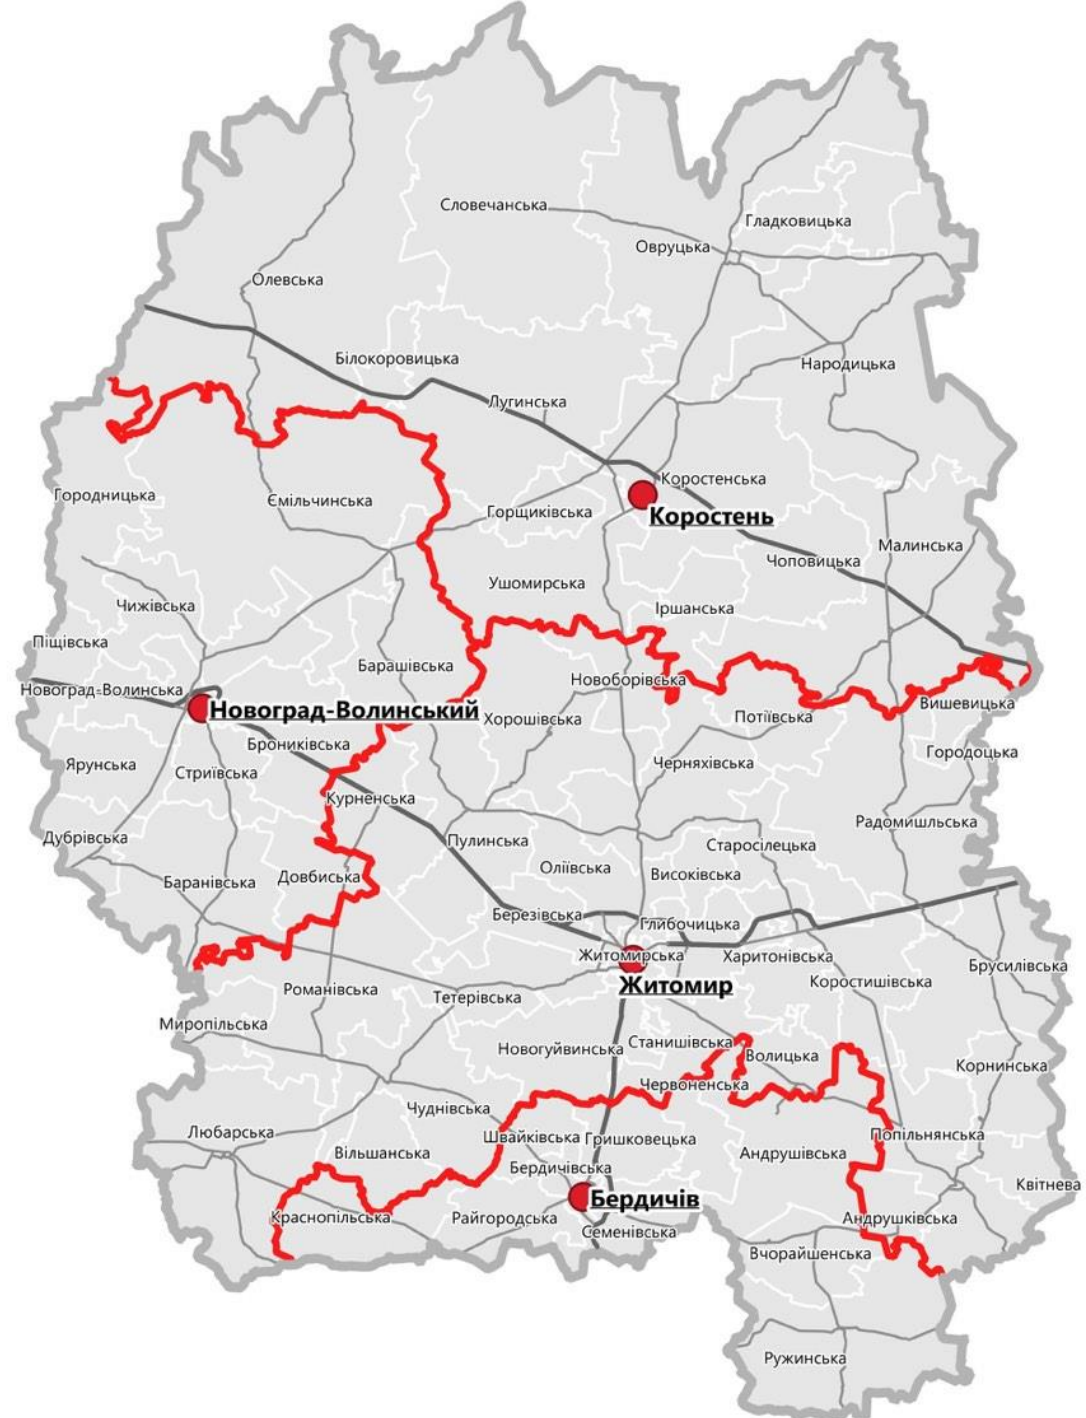 Словечанська
Гладковицька
Овруцька
Олевська
Білокоровицька
Народицька
Лугинська
Коростенська
Городницька
Ємільчинська
Горщиківська
Коростень
Малинська
Чоповицька
Ушомирська
Чижівська
Іршанська
Піщівська
Барашівська
Новоборівська
Новоград-Волинська
Новоград-Волинський
Вишевицька
Хорошівська
Потіївська
Брониківська
Городоцька
Ярунська
Стриївська
Черняхівська
Курненська
Радомишльська
Дубрівська
Пулинська
Старосілецька
Оліївська
Високівська
Баранівська
Довбиська
Березівська
Глибочицька
Житомирська
Харитонівська
Брусилівська
Житомир
Коростишівська
Романівська
Тетерівська
Миропільська
Станишівська
Новогуйвинська
Волицька
Корнинська
Червоненська
Чуднівська
Любарська
Швайківська
Гришковецька
Попільнянська
Вільшанська
Андрушівська
Бердичівська
Квітнева
Бердичів
Краснопільська
Райгородська
Андрушківська
Семенівська
Вчорайшенська
Ружинська